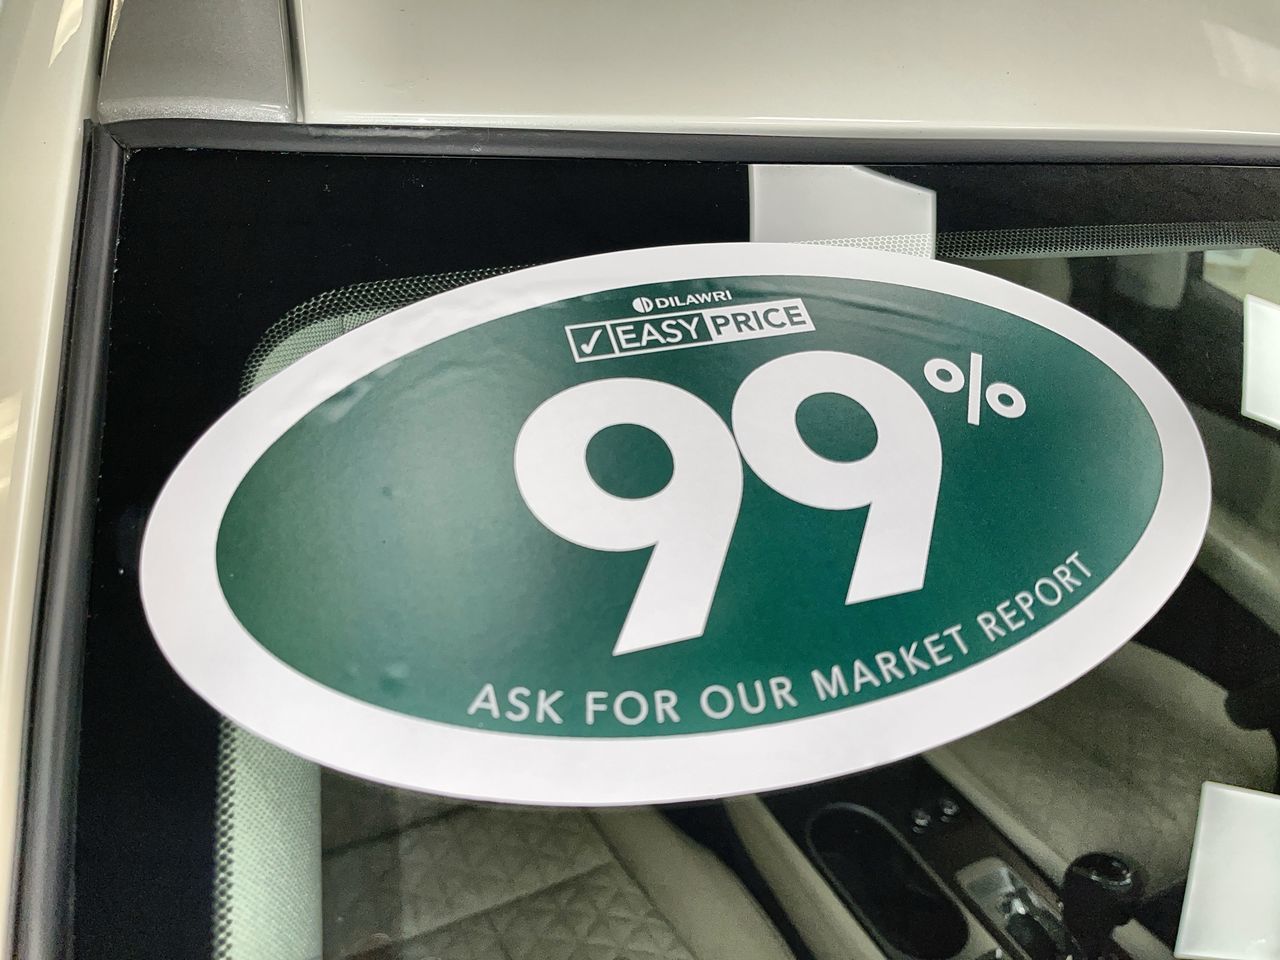 DILAWRI
✓ EASY PRICE
99%
ASK FOR OUR MARKET REPORT